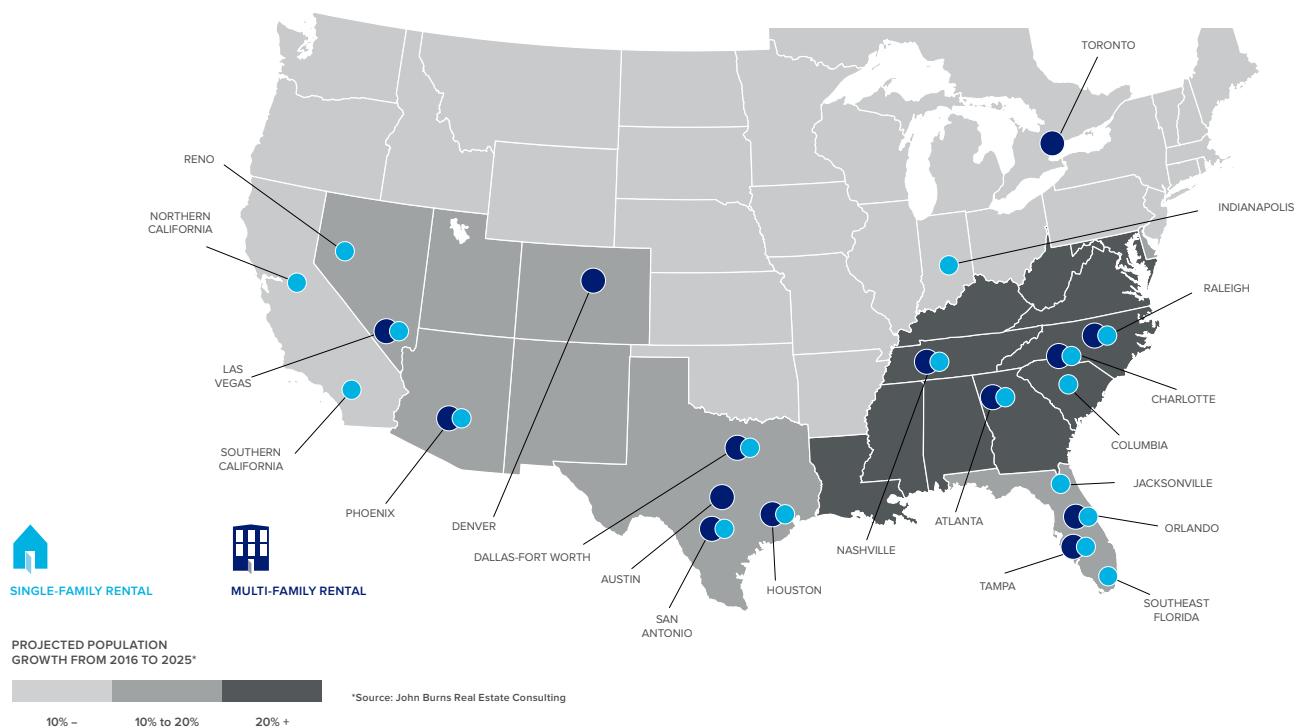 TORONTO
RENO
INDIANAPOLIS
NORTHERN
CALIFORNIA
RALEIGH
LAS
VEGAS
CHARLOTTE
SOUTHERN
CALIFORNIA
COLUMBIA
JACKSONVILLE
PHOENIX
DENVER
ATLANTA
ORLANDO
DALLAS-FORT WORTH
NASHVILLE
AUSTIN
HOUSTON
TAMPA
SOUTHEAST
FLORIDA
SAN
ANTONIO
SINGLE-FAMILY RENTAL
MULTI-FAMILY RENTAL
PROJECTED POPULATION
GROWTH FROM 2016 TO 2025*
*Source: John Burns Real Estate Consulting
10% –
10% to 20%
20% +